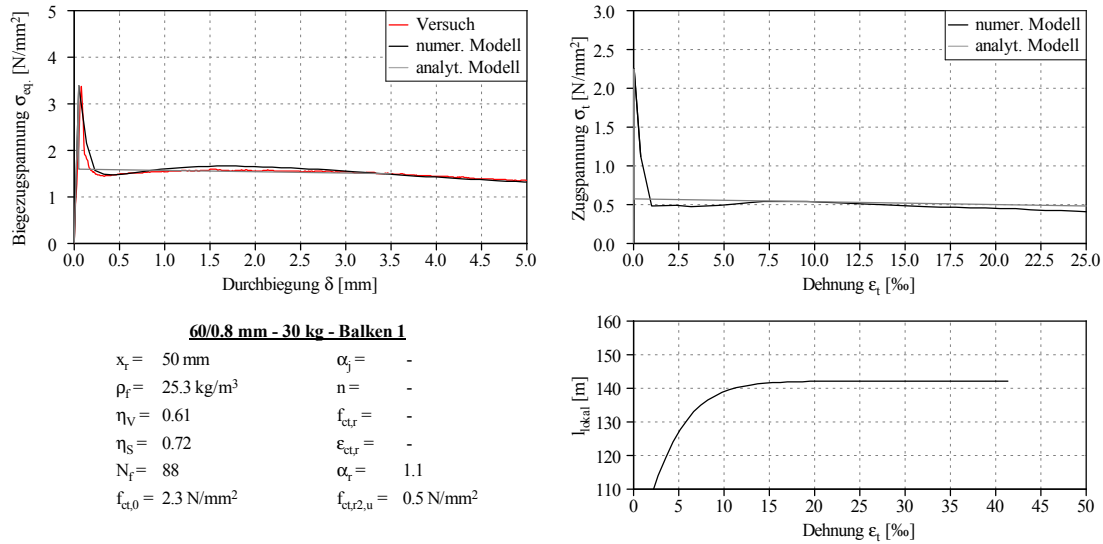 Biegezugspannung σeq. [N/mm²]
5
4
3
2
1
0
0.0 0.5 1.0 1.5 2.0 2.5 3.0 3.5 4.0 4.5 5.0
Durchbiegung δ [mm]
Versuch
numer. Modell
analyt. Modell
Zugspannung σt [N/mm²]
3.0
2.5
2.0
1.5
1.0
0.5
0.0
0.0 2.5 5.0 7.5 10.0 12.5 15.0 17.5 20.0 22.5 25.0
Dehnung εt [‰]
numer. Modell
analyt. Modell
60/0.8 mm - 30 kg - Balken 1
xr = 50 mm αj = -
ρf = 25.3 kg/m³ n = -
ηV = 0.61 fct,r = -
ηS = 0.72 εct,r = -
Nf = 88 αr = 1.1
fct,0 = 2.3 N/mm² fct,r2,u = 0.5 N/mm²
llokal [m]
160
150
140
130
120
110
0 5 10 15 20 25 30 35 40 45 50
Dehnung εt [‰]